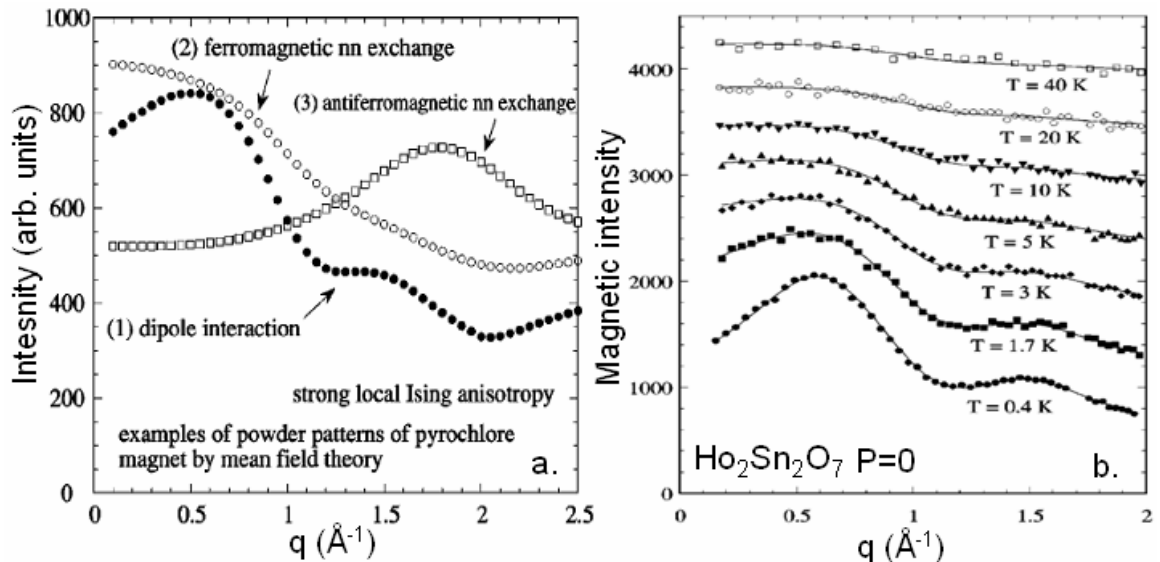 Intesnity (arb. units)
1000
800
600
400
200
0
(2) ferromagnetic nn exchange
(3) antiferromagnetic nn exchange
(1) dipole interaction
strong local Ising anisotropy
examples of powder patterns of pyrochlore
magnet by mean field theory
a.
0 0.5 1 1.5 2 2.5
q (Å⁻¹)
Magnetic intensity
4000
3000
2000
1000
0
T = 40 K
T = 20 K
T = 10 K
T = 5 K
T = 3 K
T = 1.7 K
T = 0.4 K
Ho₂Sn₂O₇ P=0
b.
0 0.5 1 1.5 2
q (Å⁻¹)